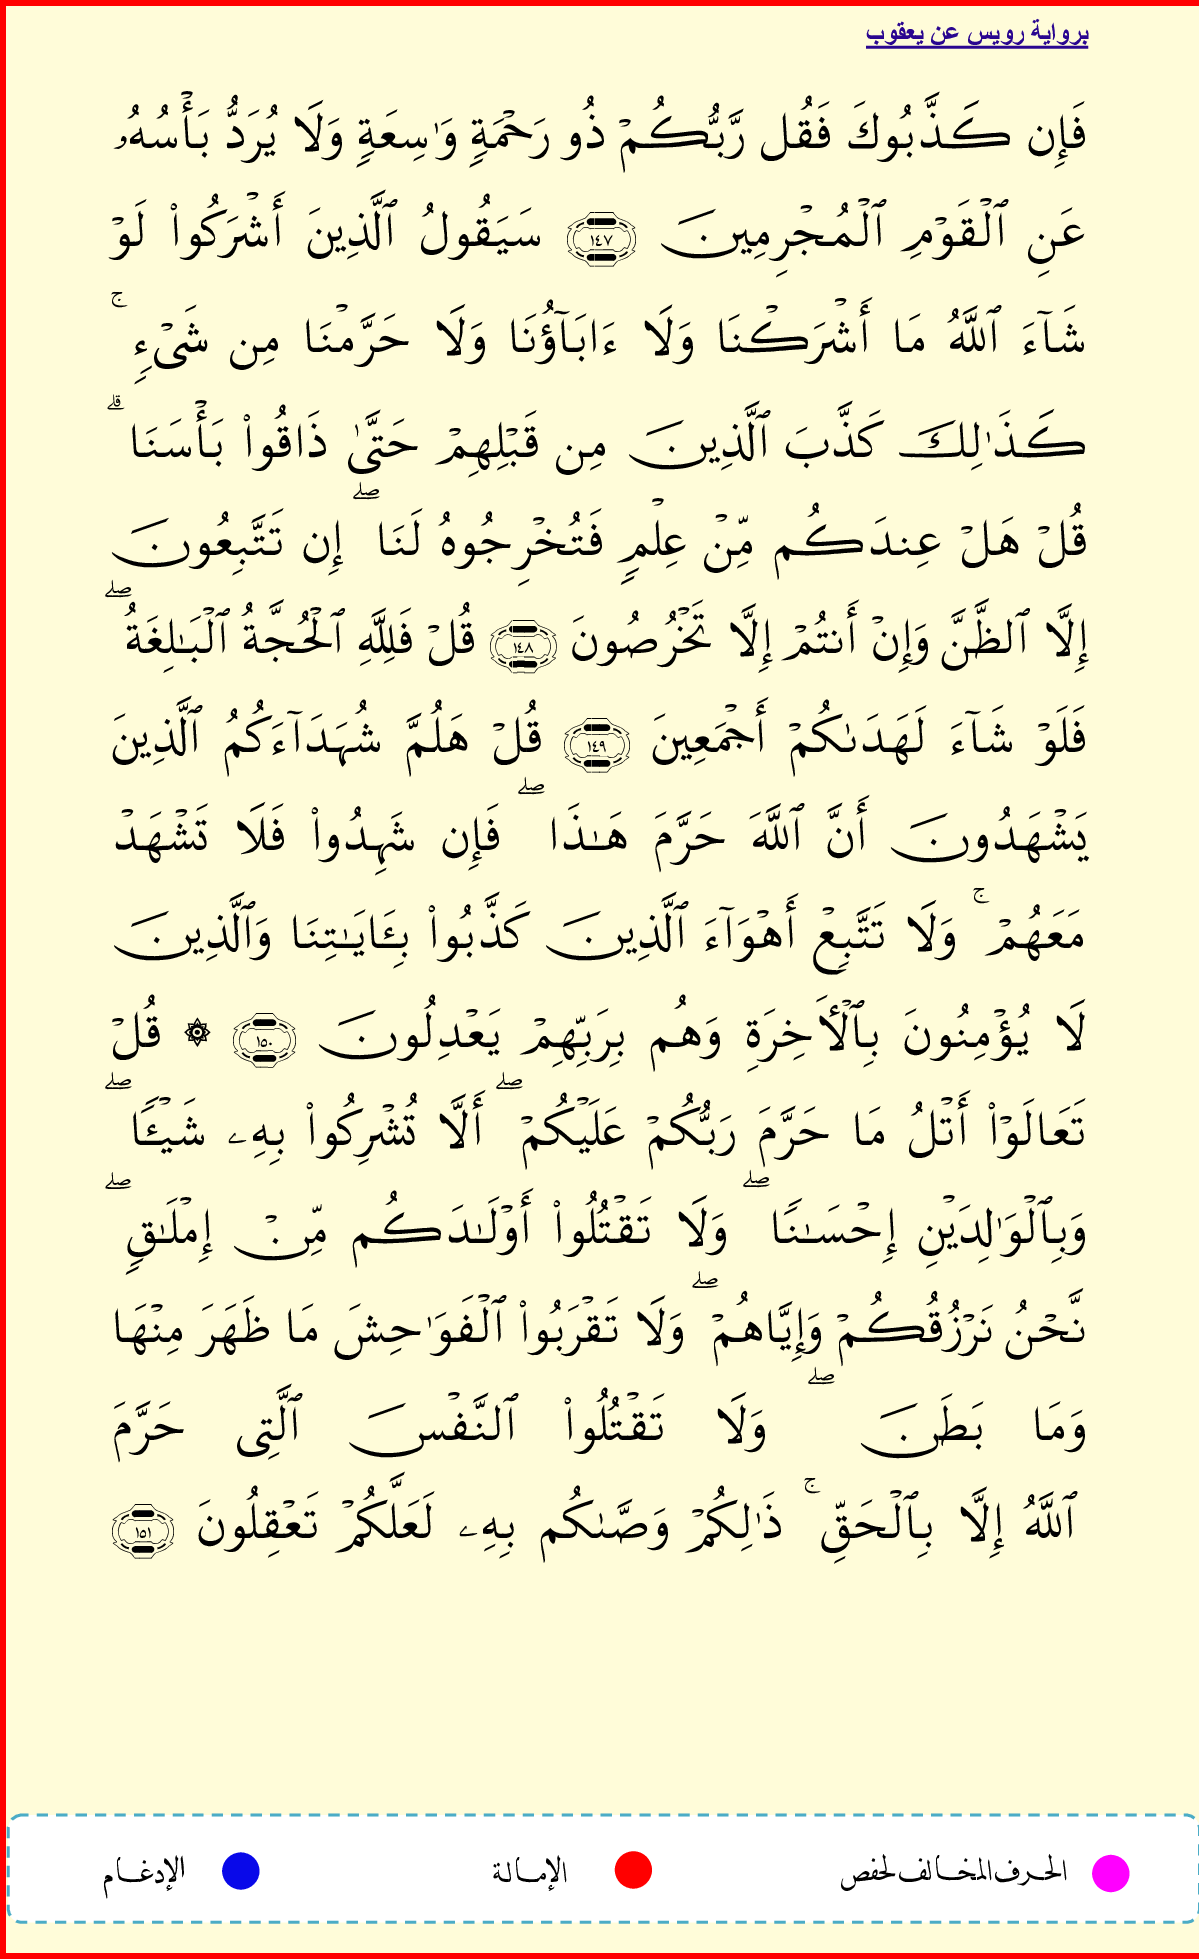 برواية رويس عن يعقوب
فَإِن كَذَّبُوكَ فَقُل رَّبُّكُمۡ ذُو رَحۡمَةٖ وَٰسِعَةٖ وَلَا يُرَدُّ بَأۡسُهُۥ
عَنِ ٱلۡقَوۡمِ ٱلۡمُجۡرِمِينَ ١٤٧ سَيَقُولُ ٱلَّذِينَ أَشۡرَكُواْ لَوۡ
شَآءَ ٱللَّهُ مَا أَشۡرَكۡنَا وَلَا ءَابَآؤُنَا وَلَا حَرَّمۡنَا مِن شَيۡءٖۚ
كَذَٰلِكَ كَذَّبَ ٱلَّذِينَ مِن قَبۡلِهِمۡ حَتَّىٰ ذَاقُواْ بَأۡسَنَاۗ
قُلۡ هَلۡ عِندَكُم مِّنۡ عِلۡمٖ فَتُخۡرِجُوهُ لَنَاۖ إِن تَتَّبِعُونَ
إِلَّا ٱلظَّنَّ وَإِنۡ أَنتُمۡ إِلَّا تَخۡرُصُونَ ١٤٨ قُلۡ فَلِلَّهِ ٱلۡحُجَّةُ ٱلۡبَٰلِغَةُۖ
فَلَوۡ شَآءَ لَهَدَىٰكُمۡ أَجۡمَعِينَ ١٤٩ قُلۡ هَلُمَّ شُهَدَآءَكُمُ ٱلَّذِينَ
يَشۡهَدُونَ أَنَّ ٱللَّهَ حَرَّمَ هَٰذَاۖ فَإِن شَهِدُواْ فَلَا تَشۡهَدۡ
مَعَهُمۡۚ وَلَا تَتَّبِعۡ أَهۡوَآءَ ٱلَّذِينَ كَذَّبُواْ بِـَٔايَٰتِنَا وَٱلَّذِينَ
لَا يُؤۡمِنُونَ بِٱلۡأٓخِرَةِ وَهُم بِرَبِّهِمۡ يَعۡدِلُونَ ١٥٠ ۞ قُلۡ
تَعَالَوۡاْ أَتۡلُ مَا حَرَّمَ رَبُّكُمۡ عَلَيۡكُمۡۖ أَلَّا تُشۡرِكُواْ بِهِۦ شَيۡـٔٗاۖ
وَبِٱلۡوَٰلِدَيۡنِ إِحۡسَٰنٗاۖ وَلَا تَقۡتُلُواْ أَوۡلَٰدَكُم مِّنۡ إِمۡلَٰقٖۖ
نَّحۡنُ نَرۡزُقُكُمۡ وَإِيَّاهُمۡۖ وَلَا تَقۡرَبُواْ ٱلۡفَوَٰحِشَ مَا ظَهَرَ مِنۡهَا
وَمَا بَطَنَۖ وَلَا تَقۡتُلُواْ ٱلنَّفۡسَ ٱلَّتِي حَرَّمَ
ٱللَّهُ إِلَّا بِٱلۡحَقِّۚ ذَٰلِكُمۡ وَصَّىٰكُم بِهِۦ لَعَلَّكُمۡ تَعۡقِلُونَ ١٥١
الحرف المخالف لحفص الإمالة الإدغام